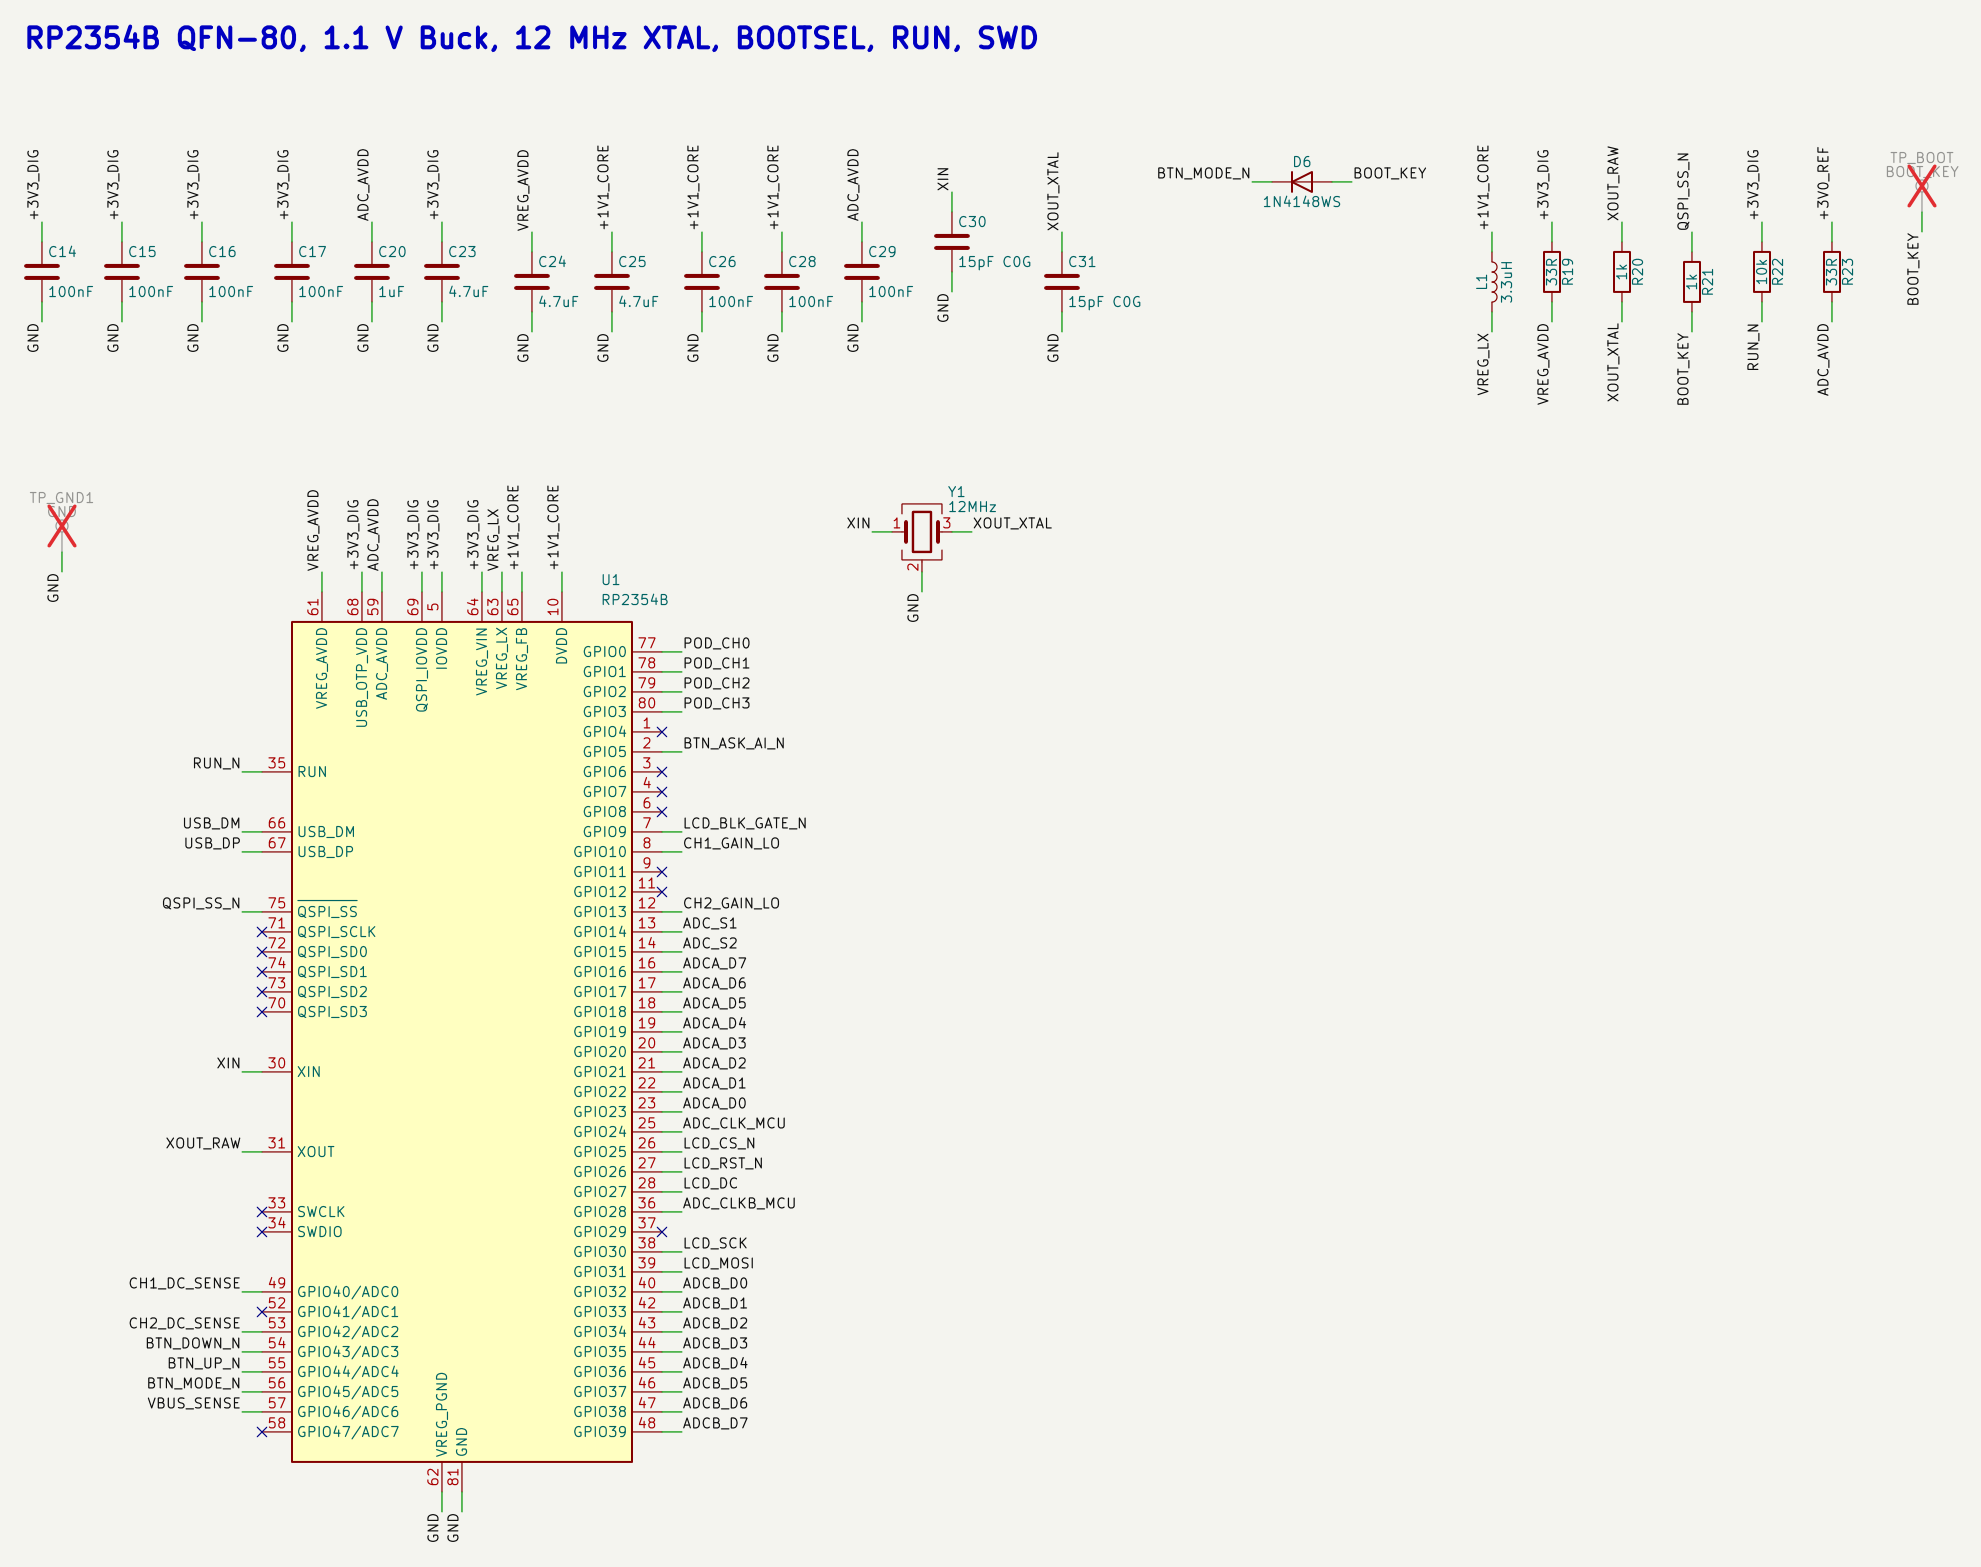 RP2354B QFN-80, 1.1 V Buck, 12 MHz XTAL, BOOTSEL, RUN, SWD
+3V3_DIG
C14
100nF
GND
+3V3_DIG
C15
100nF
GND
+3V3_DIG
C16
100nF
GND
+3V3_DIG
C17
100nF
GND
ADC_AVDD
C20
1uF
GND
+3V3_DIG
C23
4.7uF
GND
VREG_AVDD
C24
4.7uF
GND
+1V1_CORE
C25
4.7uF
GND
+1V1_CORE
C26
100nF
GND
+1V1_CORE
C28
100nF
GND
ADC_AVDD
C29
100nF
GND
XIN
C30
15pF C0G
GND
XOUT_XTAL
C31
15pF C0G
GND
D6
BTN_MODE_N
BOOT_KEY
1N4148WS
+1V1_CORE
L1
3.3uH
VREG_LX
+3V3_DIG
33R
R19
VREG_AVDD
XOUT_RAW
1k
R20
XOUT_XTAL
QSPI_SS_N
1k
R21
BOOT_KEY
+3V3_DIG
10k
R22
RUN_N
+3V0_REF
33R
R23
ADC_AVDD
TP_BOOT
BOOT_KEY
BOOT_KEY
TP_GND1
GND
GND
Y1
12MHz
XIN
1
3
XOUT_XTAL
2
GND
U1
RP2354B
VREG_AVDD
61
VREG_AVDD
+3V3_DIG
68
USB_OTP_VDD
ADC_AVDD
59
ADC_AVDD
+3V3_DIG
69
QSPI_IOVDD
+3V3_DIG
5
IOVDD
+3V3_DIG
64
VREG_VIN
VREG_LX
63
VREG_LX
+1V1_CORE
65
VREG_FB
+1V1_CORE
10
DVDD
RUN_N
35
RUN
USB_DM
66
USB_DM
USB_DP
67
USB_DP
QSPI_SS_N
75
QSPI_SS
71
QSPI_SCLK
72
QSPI_SD0
74
QSPI_SD1
73
QSPI_SD2
70
QSPI_SD3
XIN
30
XIN
XOUT_RAW
31
XOUT
33
SWCLK
34
SWDIO
CH1_DC_SENSE
49
GPIO40/ADC0
52
GPIO41/ADC1
CH2_DC_SENSE
53
GPIO42/ADC2
BTN_DOWN_N
54
GPIO43/ADC3
BTN_UP_N
55
GPIO44/ADC4
BTN_MODE_N
56
GPIO45/ADC5
VBUS_SENSE
57
GPIO46/ADC6
58
GPIO47/ADC7
GPIO0
77
POD_CH0
GPIO1
78
POD_CH1
GPIO2
79
POD_CH2
GPIO3
80
POD_CH3
GPIO4
1
GPIO5
2
BTN_ASK_AI_N
GPIO6
3
GPIO7
4
GPIO8
6
GPIO9
7
LCD_BLK_GATE_N
GPIO10
8
CH1_GAIN_LO
GPIO11
9
GPIO12
11
GPIO13
12
CH2_GAIN_LO
GPIO14
13
ADC_S1
GPIO15
14
ADC_S2
GPIO16
16
ADCA_D7
GPIO17
17
ADCA_D6
GPIO18
18
ADCA_D5
GPIO19
19
ADCA_D4
GPIO20
20
ADCA_D3
GPIO21
21
ADCA_D2
GPIO22
22
ADCA_D1
GPIO23
23
ADCA_D0
GPIO24
25
ADC_CLK_MCU
GPIO25
26
LCD_CS_N
GPIO26
27
LCD_RST_N
GPIO27
28
LCD_DC
GPIO28
36
ADC_CLKB_MCU
GPIO29
37
GPIO30
38
LCD_SCK
GPIO31
39
LCD_MOSI
GPIO32
40
ADCB_D0
GPIO33
42
ADCB_D1
GPIO34
43
ADCB_D2
GPIO35
44
ADCB_D3
GPIO36
45
ADCB_D4
GPIO37
46
ADCB_D5
GPIO38
47
ADCB_D6
GPIO39
48
ADCB_D7
VREG_PGND
62
GND
GND
81
GND